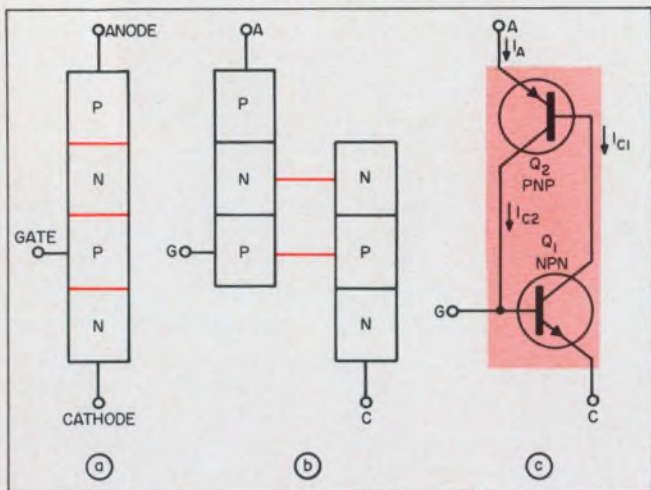 ANODE
P
N
P
N
GATE
CATHODE
a
A
P
N
P
G
N
P
N
C
b
A
I_A
Q2
PNP
I_C1
I_C2
Q1
NPN
G
C
c